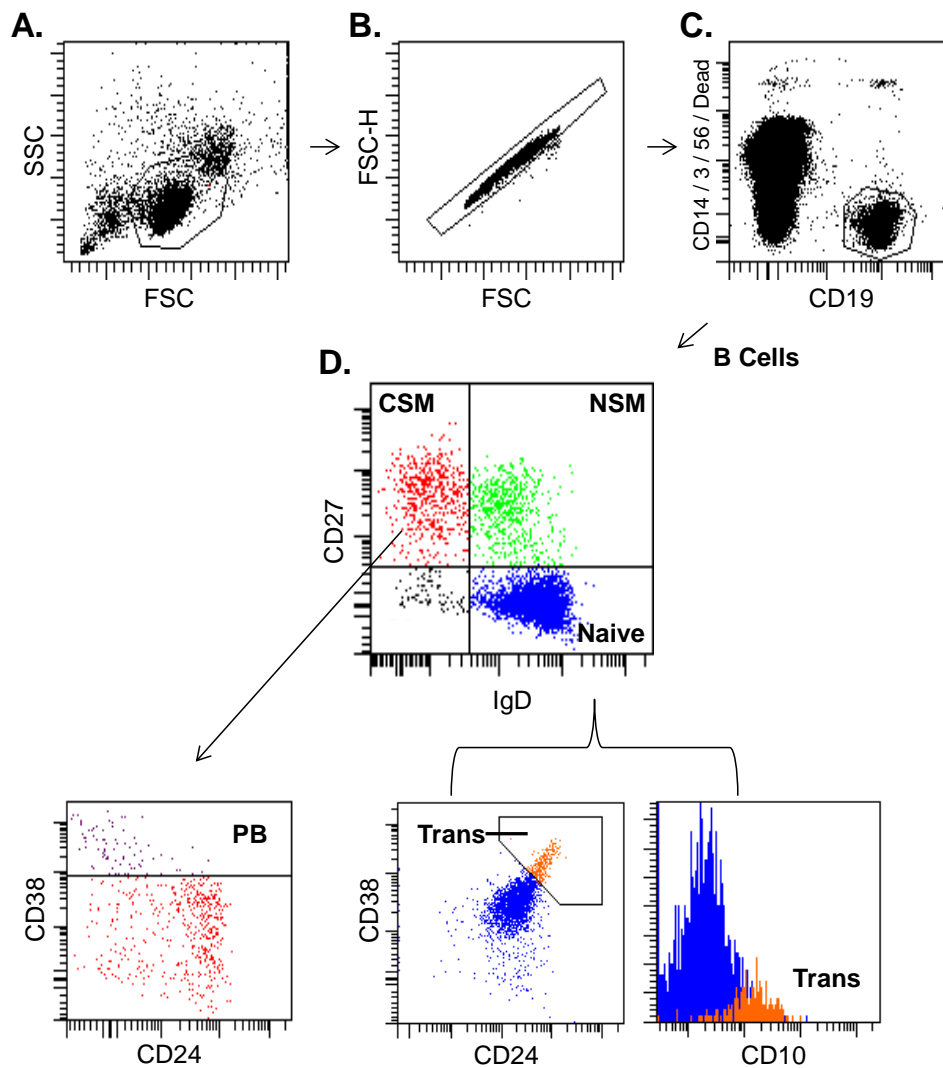 A.
B.
C.
SSC
FSC
FSC-H
FSC
CD14 / 3 / 56 / Dead
CD19
B Cells
D.
CSM
NSM
CD27
Naive
IgD
PB
CD38
CD24
Trans
CD38
CD24
Trans
CD10